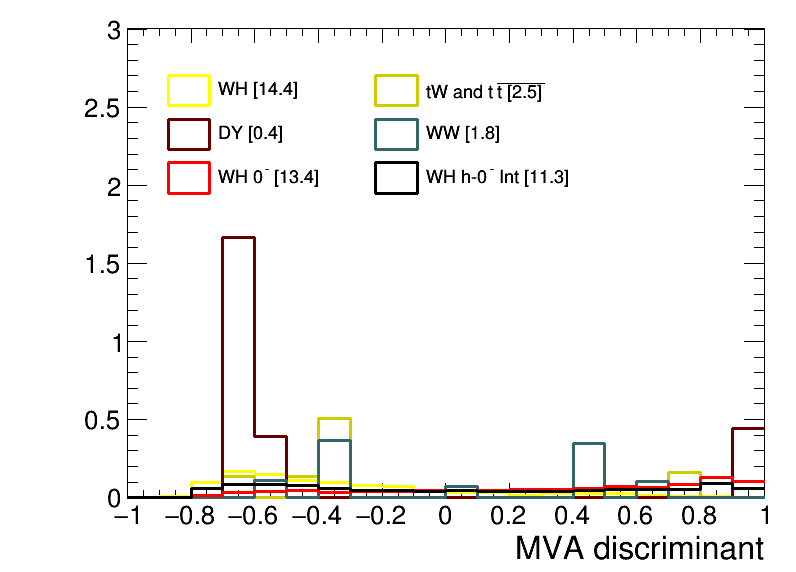 3
2.5
2
1.5
1
0.5
0
WH [14.4]
tW and t t̅ [2.5]
DY [0.4]
WW [1.8]
WH 0⁻ [13.4]
WH h-0⁻ Int [11.3]
−1 −0.8 −0.6 −0.4 −0.2 0 0.2 0.4 0.6 0.8 1
MVA discriminant